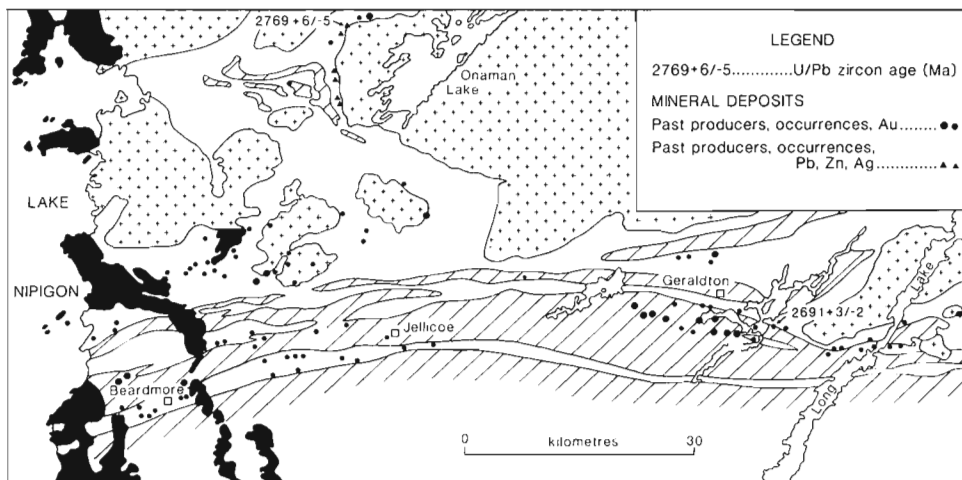 2769+6/-5
Onaman
Lake
LEGEND
2769+6/-5.............U/Pb zircon age (Ma)
MINERAL DEPOSITS
Past producers, occurrences, Au........
Past producers, occurrences,
Pb, Zn, Ag..............
LAKE
NIPIGON
Geraldton
Lake
2691+3/-2
Jellicoe
Beardmore
Long
0 kilometres 30